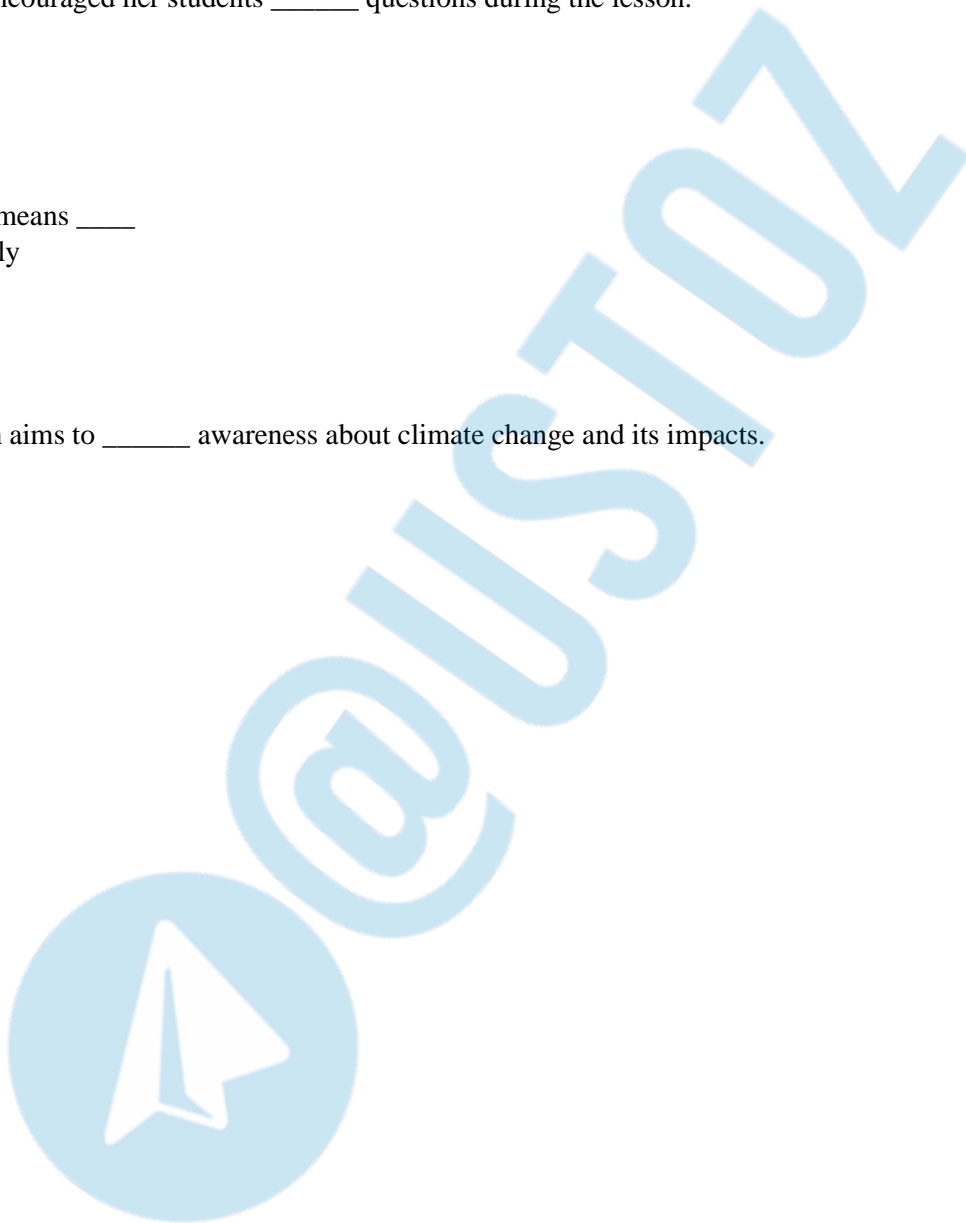 encouraged her students ______ questions during the lesson.
means ____
ly
aims to ______ awareness about climate change and its impacts.
@USTOZ